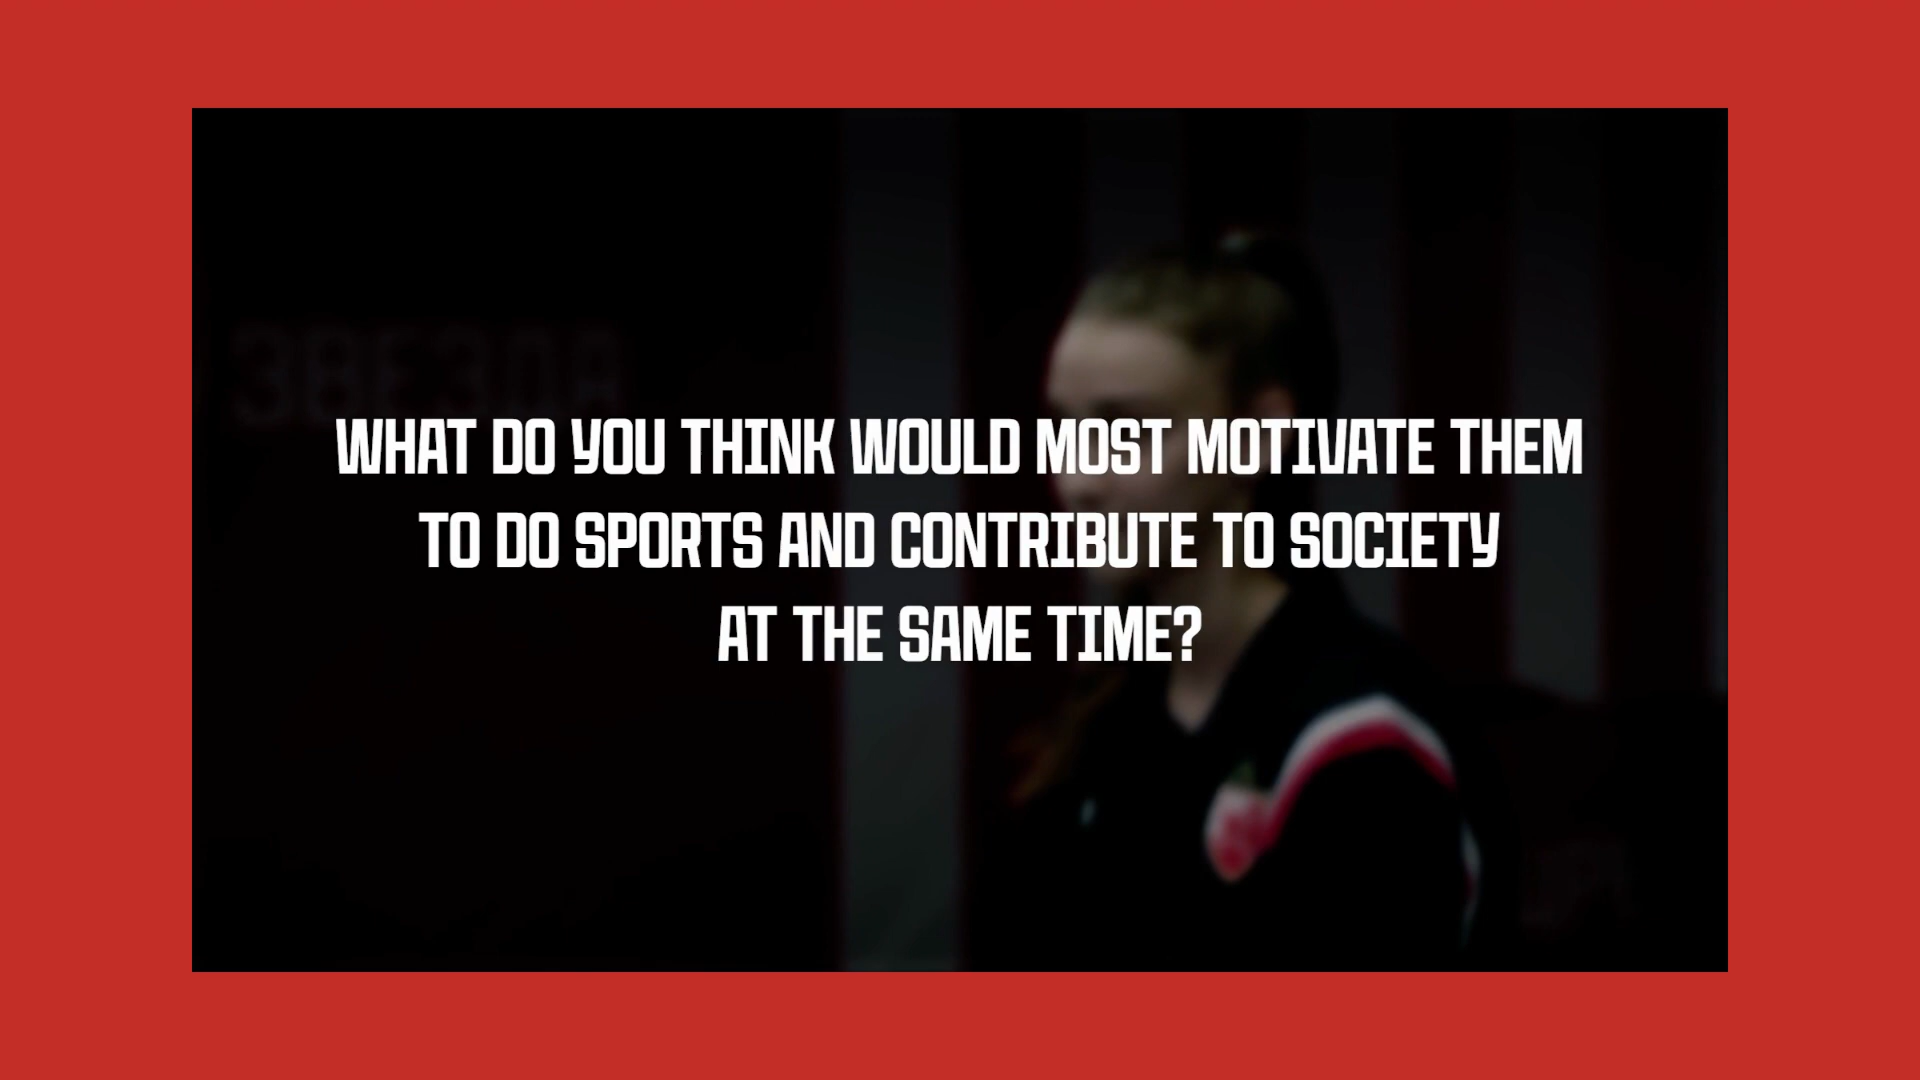 ЗВЕЗДА
WHAT DO YOU THINK WOULD MOST MOTIVATE THEM
TO DO SPORTS AND CONTRIBUTE TO SOCIETY
AT THE SAME TIME?